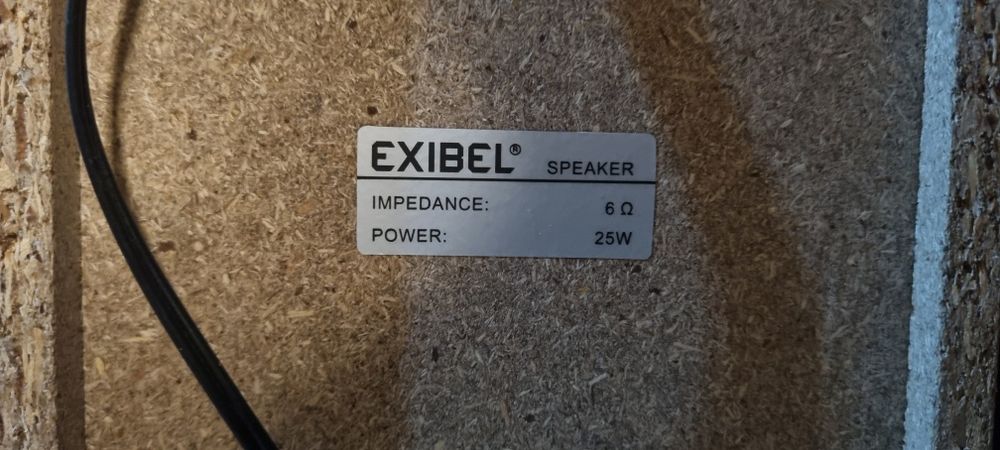 EXIBEL® SPEAKER
IMPEDANCE: 6 Ω
POWER: 25W